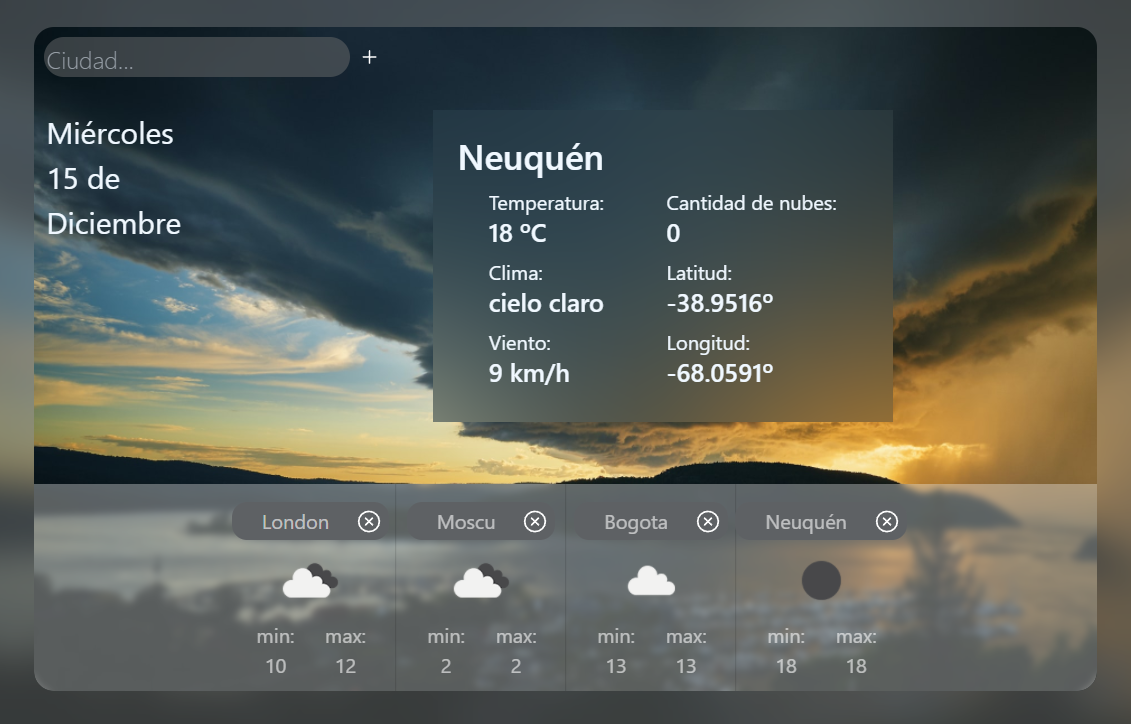 Ciudad...
+
Miércoles
15 de
Diciembre
Neuquén
Temperatura:
18 ºC
Cantidad de nubes:
0
Clima:
cielo claro
Latitud:
-38.9516º
Viento:
9 km/h
Longitud:
-68.0591º
London
min: max:
10 12
Moscu
min: max:
2 2
Bogota
min: max:
13 13
Neuquén
min: max:
18 18